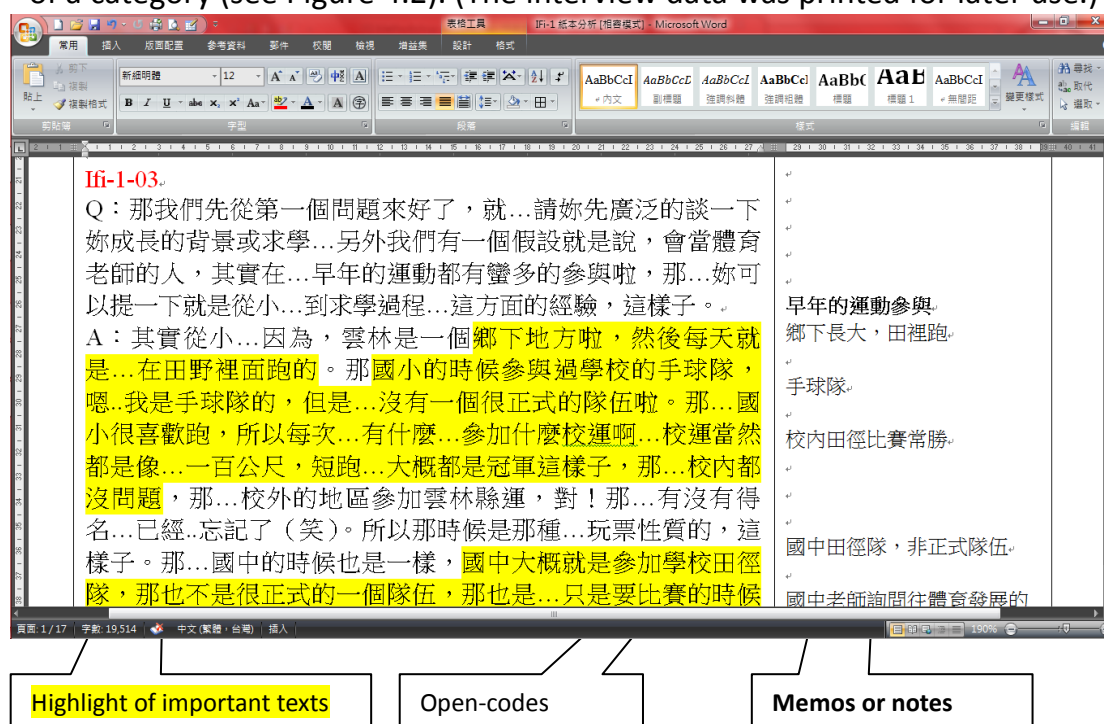 of a category (see Figure 4.2). (The interview data was printed for later use.)
表格工具
IFi-1 紙本分析 [相容模式] - Microsoft Word
常用 插入 版面配置 參考資料 郵件 校閱 檢視 增益集 設計 格式
貼上
剪下
複製
複製格式
剪貼簿
新細明體 12
字型
段落
AaBbCcI AaBbCcD AaBbCcI AaBbCcI AaBb( AaB AaBbCcI
內文 副標題 強調斜體 強調粗體 標題 標題 1 無間距
變更樣式
樣式
尋找
取代
選取
編輯
Ifi-1-03
Q：那我們先從第一個問題來好了，就…請妳先廣泛的談一下
妳成長的背景或求學…另外我們有一個假設就是說，會當體育
老師的人，其實在…早年的運動都有蠻多的參與啦，那…妳可
以提一下就是從小…到求學過程…這方面的經驗，這樣子。
A：其實從小…因為，雲林是一個鄉下地方啦，然後每天就
是…在田野裡面跑的。那國小的時候參與過學校的手球隊，
嗯..我是手球隊的，但是…沒有一個很正式的隊伍啦。那…國
小很喜歡跑，所以每次…有什麼…參加什麼校運啊…校運當然
都是像…一百公尺，短跑…大概都是冠軍這樣子，那…校內都
沒問題，那…校外的地區參加雲林縣運，對！那…有沒有得
名…已經..忘記了（笑）。所以那時候是那種…玩票性質的，這
樣子。那…國中的時候也是一樣，國中大概就是參加學校田徑
隊，那也不是很正式的一個隊伍，那也是…只是要比賽的時候
早年的運動參與
鄉下長大，田裡跑
手球隊
校內田徑比賽常勝
國中田徑隊，非正式隊伍
國中老師詢問往體育發展的
頁面: 1 / 17 字數: 19,514 中文 (繁體，台灣) 插入 190%
Highlight of important texts
Open-codes
Memos or notes